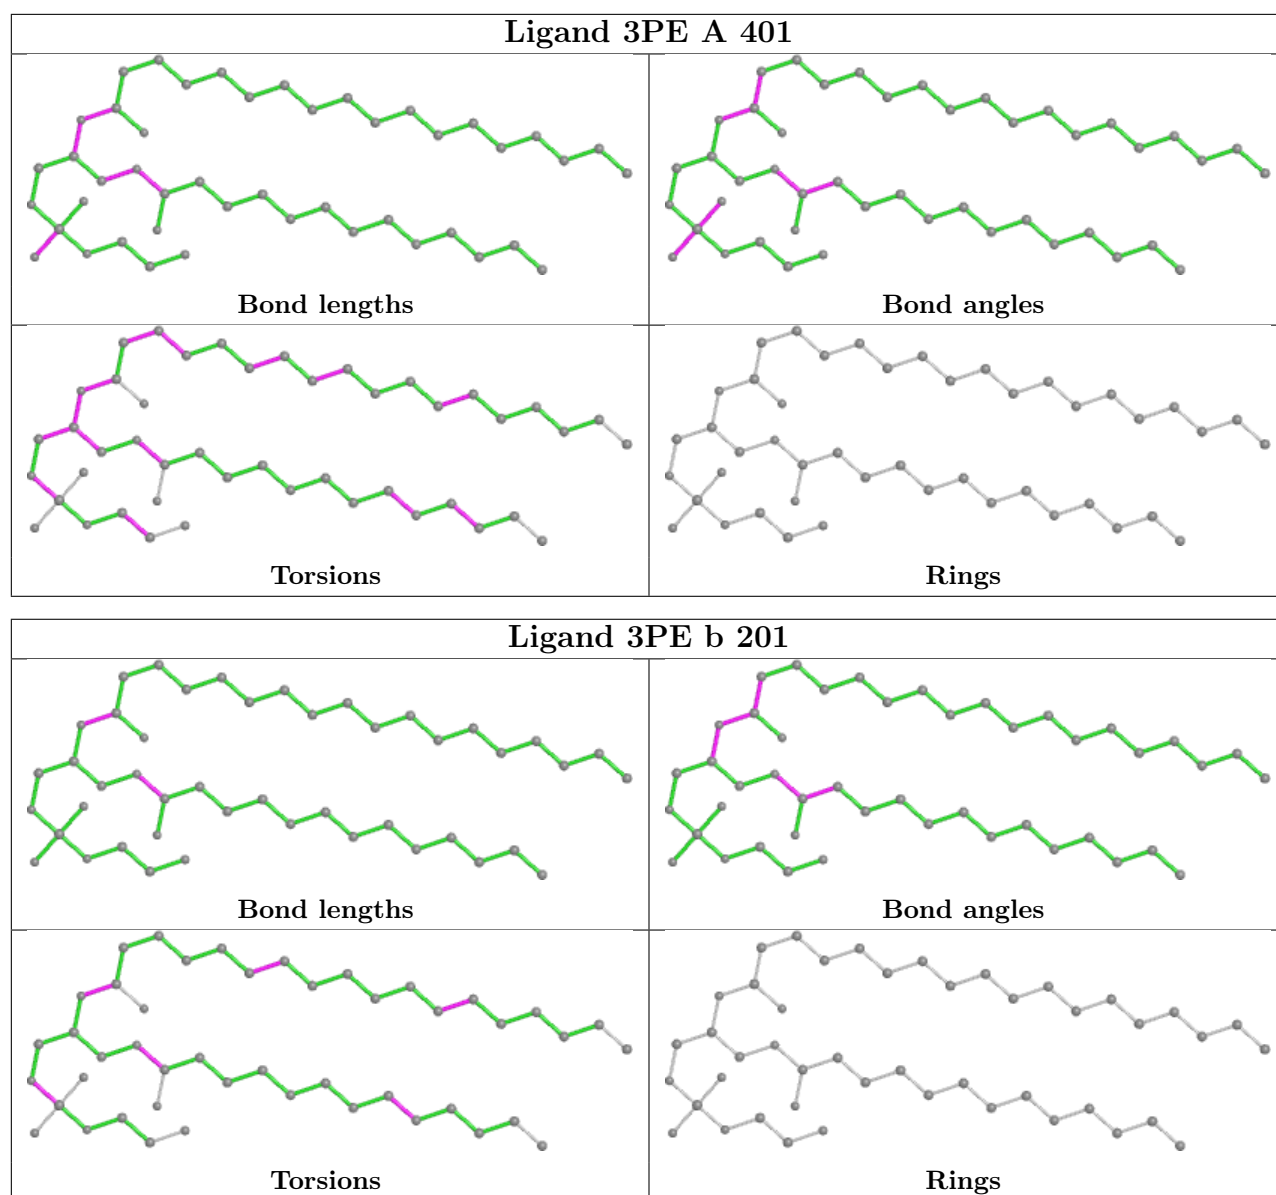 Ligand 3PE A 401
Bond lengths
Bond angles
Torsions
Rings
Ligand 3PE b 201
Bond lengths
Bond angles
Torsions
Rings